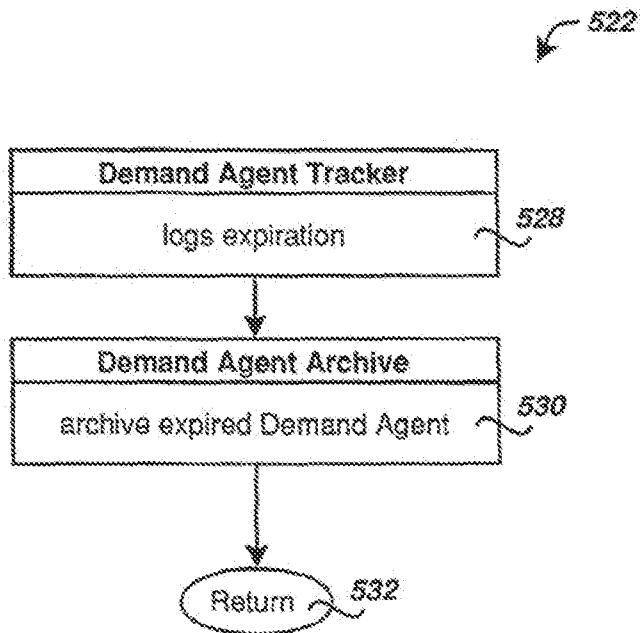 522
Demand Agent Tracker
logs expiration
528
Demand Agent Archive
archive expired Demand Agent
530
Return
532